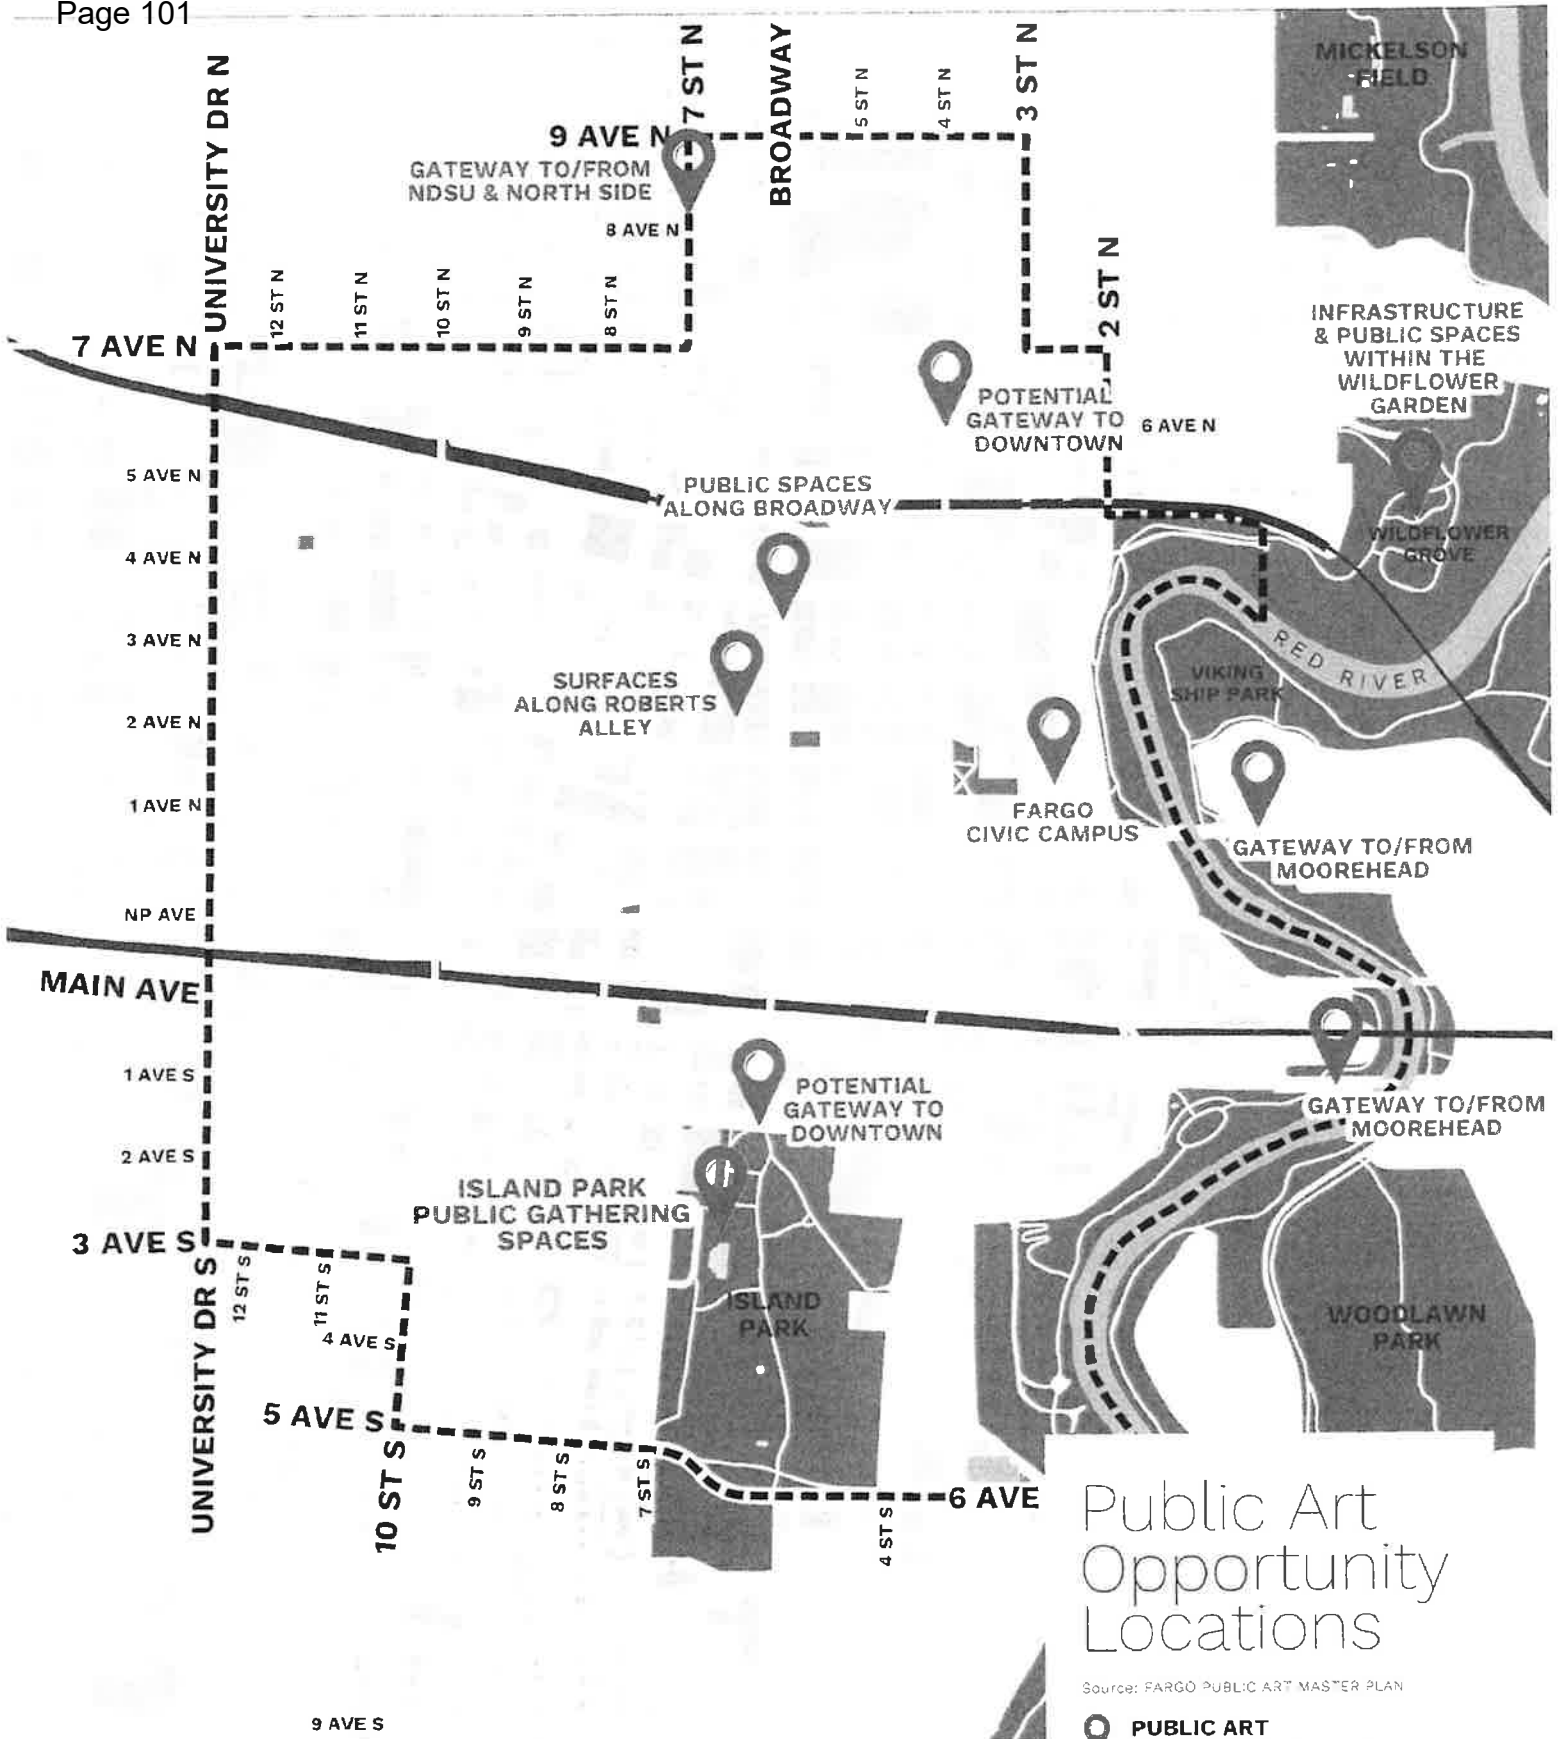 Page 101
UNIVERSITY DR N
7 ST N
BROADWAY
5 ST N
4 ST N
3 ST N
MICKELSON
FIELD
9 AVE N
GATEWAY TO/FROM
NDSU & NORTH SIDE
8 AVE N
12 ST N
11 ST N
10 ST N
9 ST N
8 ST N
2 ST N
7 AVE N
INFRASTRUCTURE
& PUBLIC SPACES
WITHIN THE
WILDFLOWER
GARDEN
POTENTIAL
GATEWAY TO
DOWNTOWN
6 AVE N
5 AVE N
PUBLIC SPACES
ALONG BROADWAY
WILDFLOWER
GROVE
4 AVE N
3 AVE N
RED RIVER
VIKING
SHIP PARK
SURFACES
ALONG ROBERTS
ALLEY
2 AVE N
1 AVE N
FARGO
CIVIC CAMPUS
GATEWAY TO/FROM
MOOREHEAD
NP AVE
MAIN AVE
1 AVE S
POTENTIAL
GATEWAY TO
DOWNTOWN
GATEWAY TO/FROM
MOOREHEAD
2 AVE S
ISLAND PARK
PUBLIC GATHERING
SPACES
3 AVE S
UNIVERSITY DR S
12 ST S
11 ST S
4 AVE S
ISLAND
PARK
WOODLAWN
PARK
5 AVE S
10 ST S
9 ST S
8 ST S
7 ST S
4 ST S
6 AVE
Public Art
Opportunity
Locations
Source: FARGO PUBLIC ART MASTER PLAN
PUBLIC ART
9 AVE S